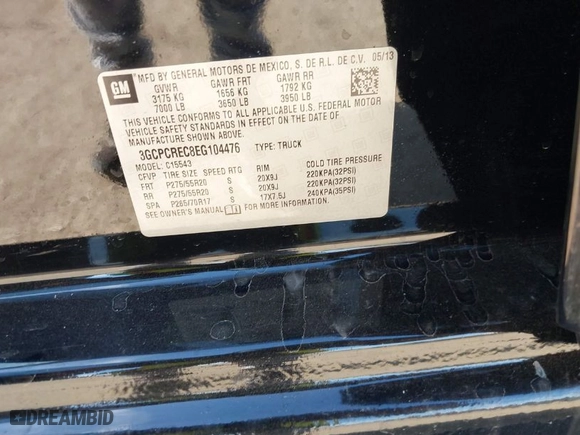 GM
MFD BY GENERAL MOTORS DE MEXICO, S. DE R.L. DE C.V. 05/13
GVWR GAWR FRT GAWR RR
3175 KG 1656 KG 1792 KG
7000 LB 3650 LB 3950 LB
THIS VEHICLE CONFORMS TO ALL APPLICABLE U.S. FEDERAL MOTOR
VEHICLE SAFETY STANDARDS IN EFFECT ON THE DATE OF
MANUFACTURE SHOWN ABOVE.
3GCPCREC8EG104476 TYPE: TRUCK
MODEL: C15543
CFVP TIRE SIZE SPEED RTG RIM COLD TIRE PRESSURE
FRT P275/55R20 S 20X9J 220KPA(32PSI)
RR P275/55R20 S 20X9J 220KPA(32PSI)
SPA P265/70R17 S 17X7.5J 240KPA(35PSI)
SEE OWNER'S MANUAL FOR MORE INFORMATION.
DREAMBID